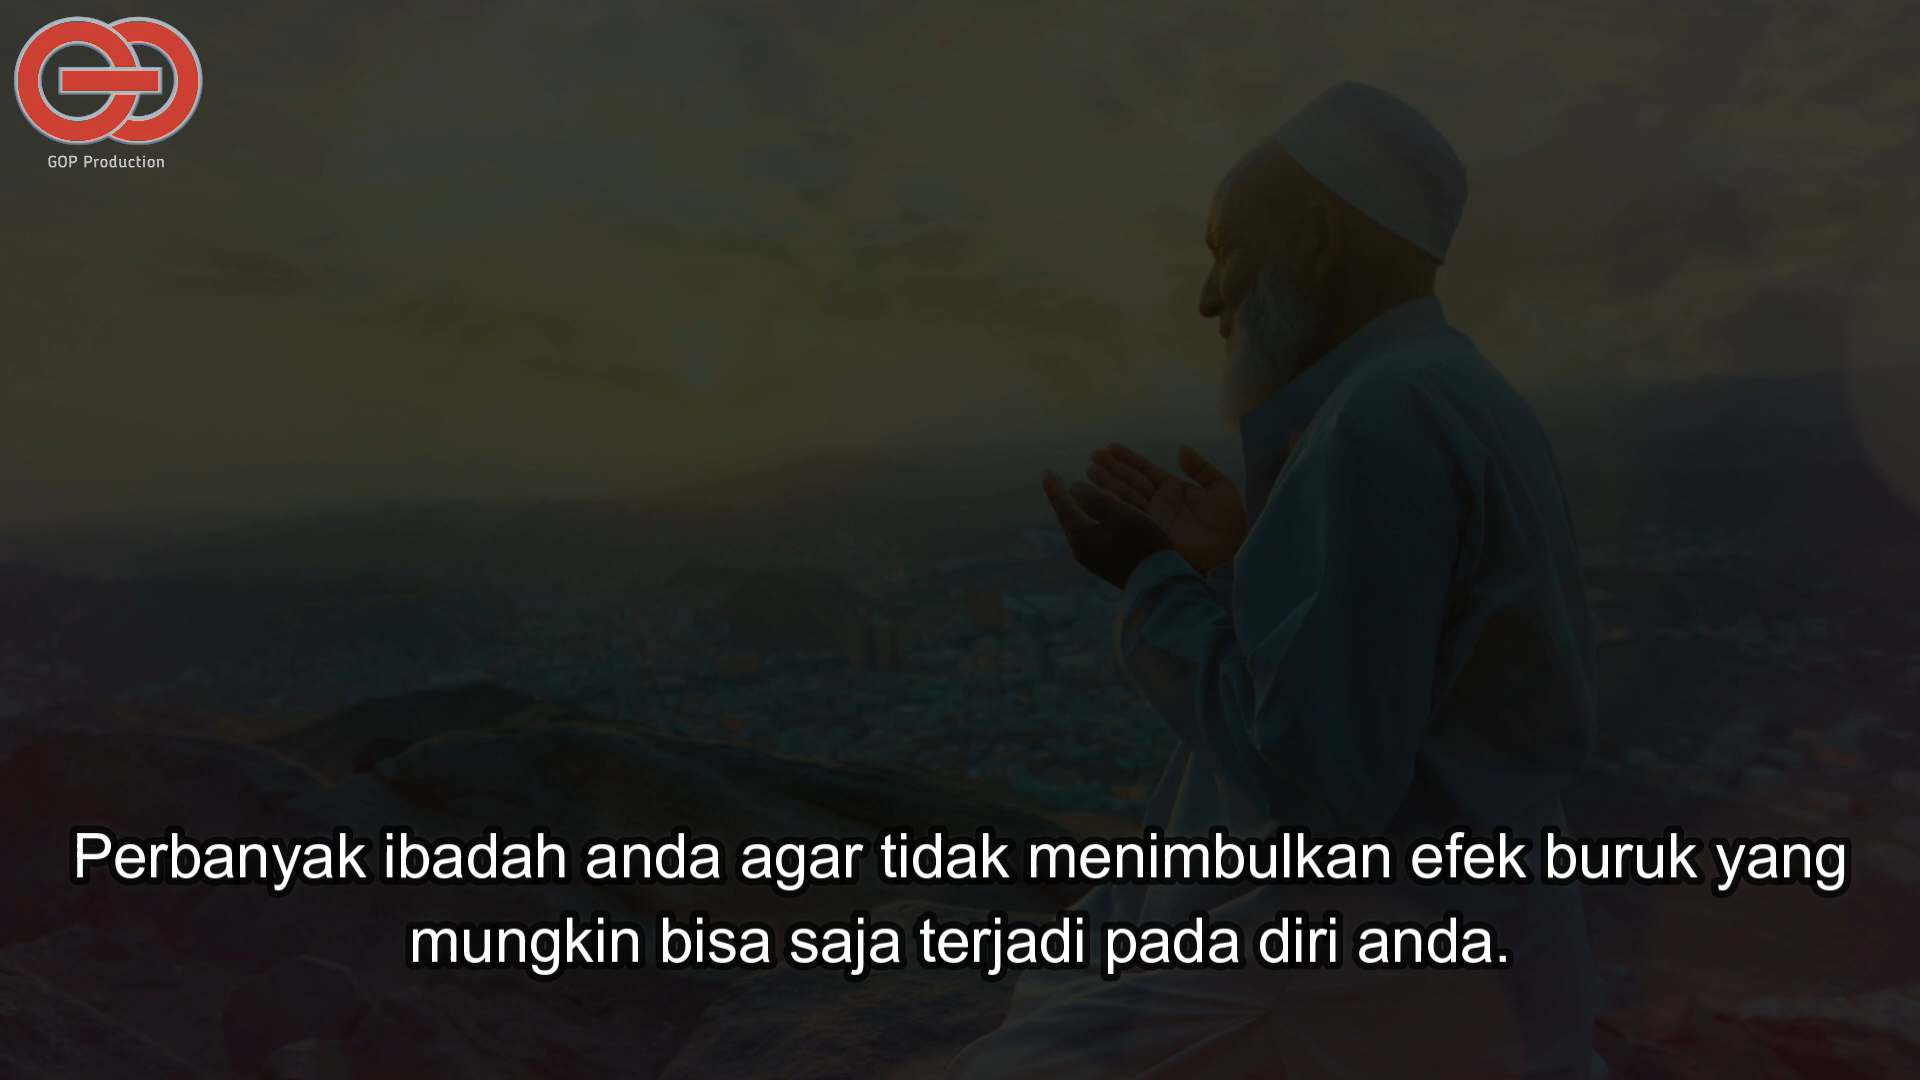 GOP Production
Perbanyak ibadah anda agar tidak menimbulkan efek buruk yang
mungkin bisa saja terjadi pada diri anda.